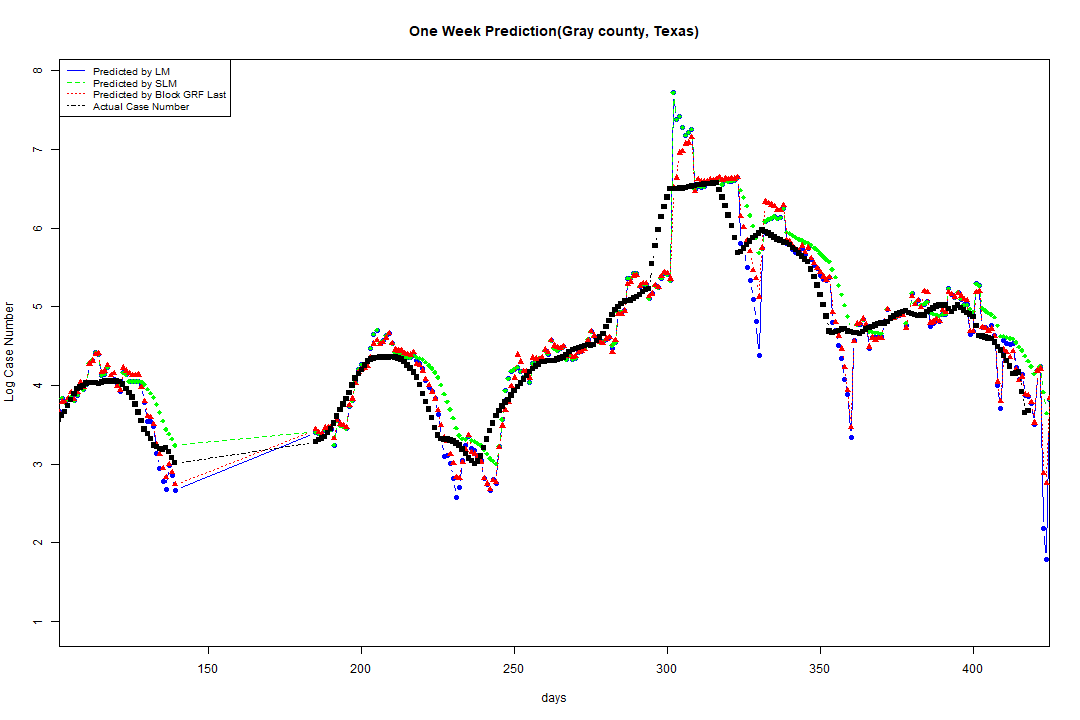 One Week Prediction(Gray county, Texas)
Predicted by LM
Predicted by SLM
Predicted by Block GRF Last
Actual Case Number
8
7
6
5
4
3
2
1
Log Case Number
150 200 250 300 350 400
days